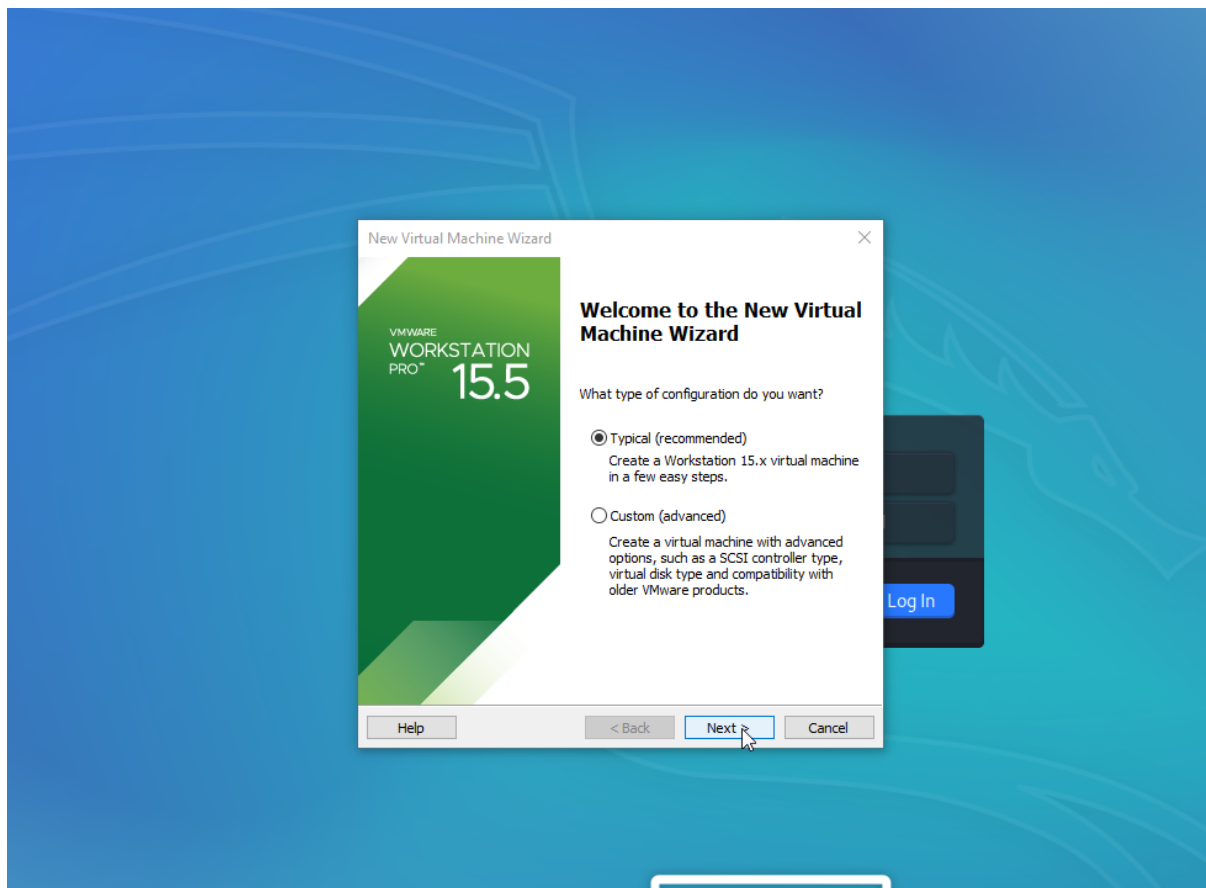 New Virtual Machine Wizard
VMWARE
WORKSTATION
PRO™
15.5
Welcome to the New Virtual
Machine Wizard
What type of configuration do you want?
Typical (recommended)
Create a Workstation 15.x virtual machine
in a few easy steps.
Custom (advanced)
Create a virtual machine with advanced
options, such as a SCSI controller type,
virtual disk type and compatibility with
older VMware products.
Log In
Help
< Back
Next >
Cancel